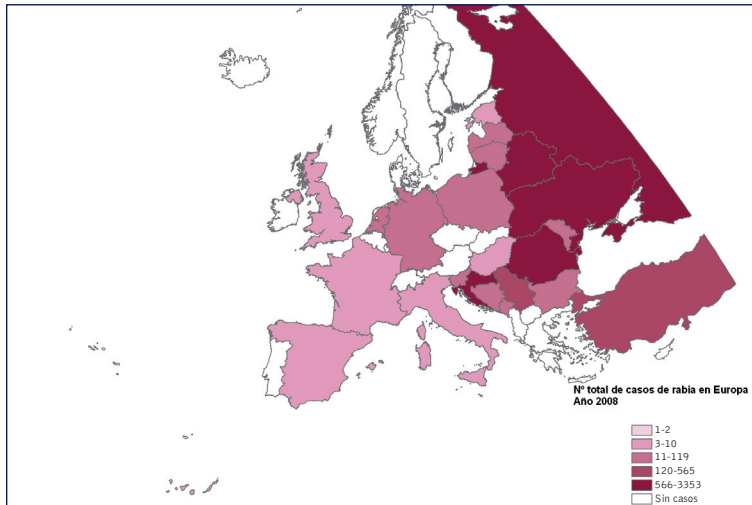 Nº total de casos de rabia en Europa
Año 2008
1-2
3-10
11-119
120-565
566-3353
Sin casos